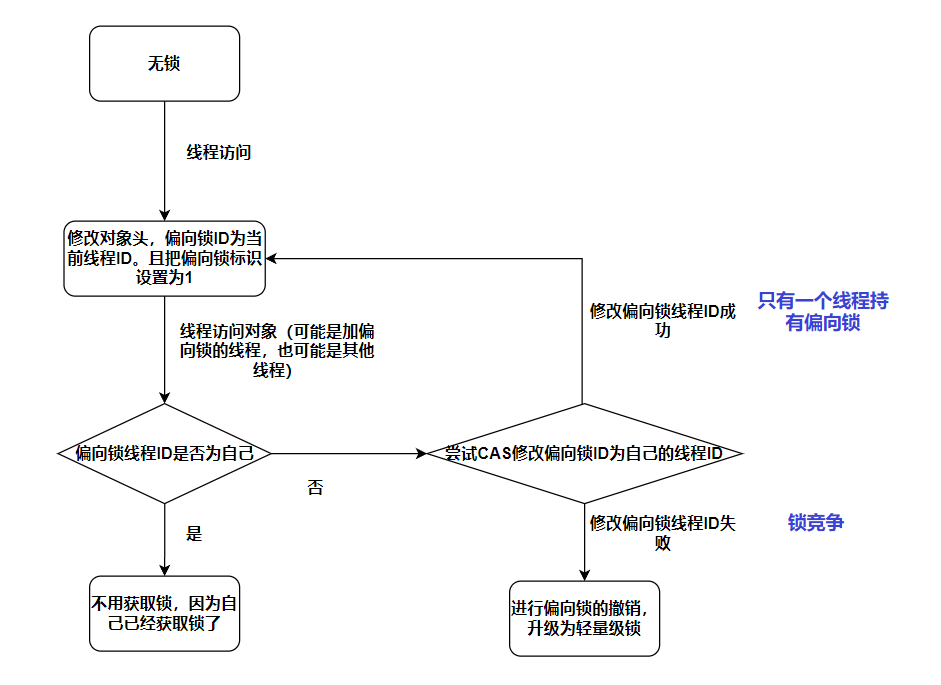 无锁
线程访问
修改对象头，偏向锁ID为当
前线程ID。且把偏向锁标识
设置为1
修改偏向锁线程ID成
功
只有一个线程持
有偏向锁
线程访问对象（可能是加偏
向锁的线程，也可能是其他
线程）
偏向锁线程ID是否为自己
尝试CAS修改偏向锁ID为自己的线程ID
否
是
修改偏向锁线程ID失
败
锁竞争
不用获取锁，因为自
己已经获取锁了
进行偏向锁的撤销，
升级为轻量级锁